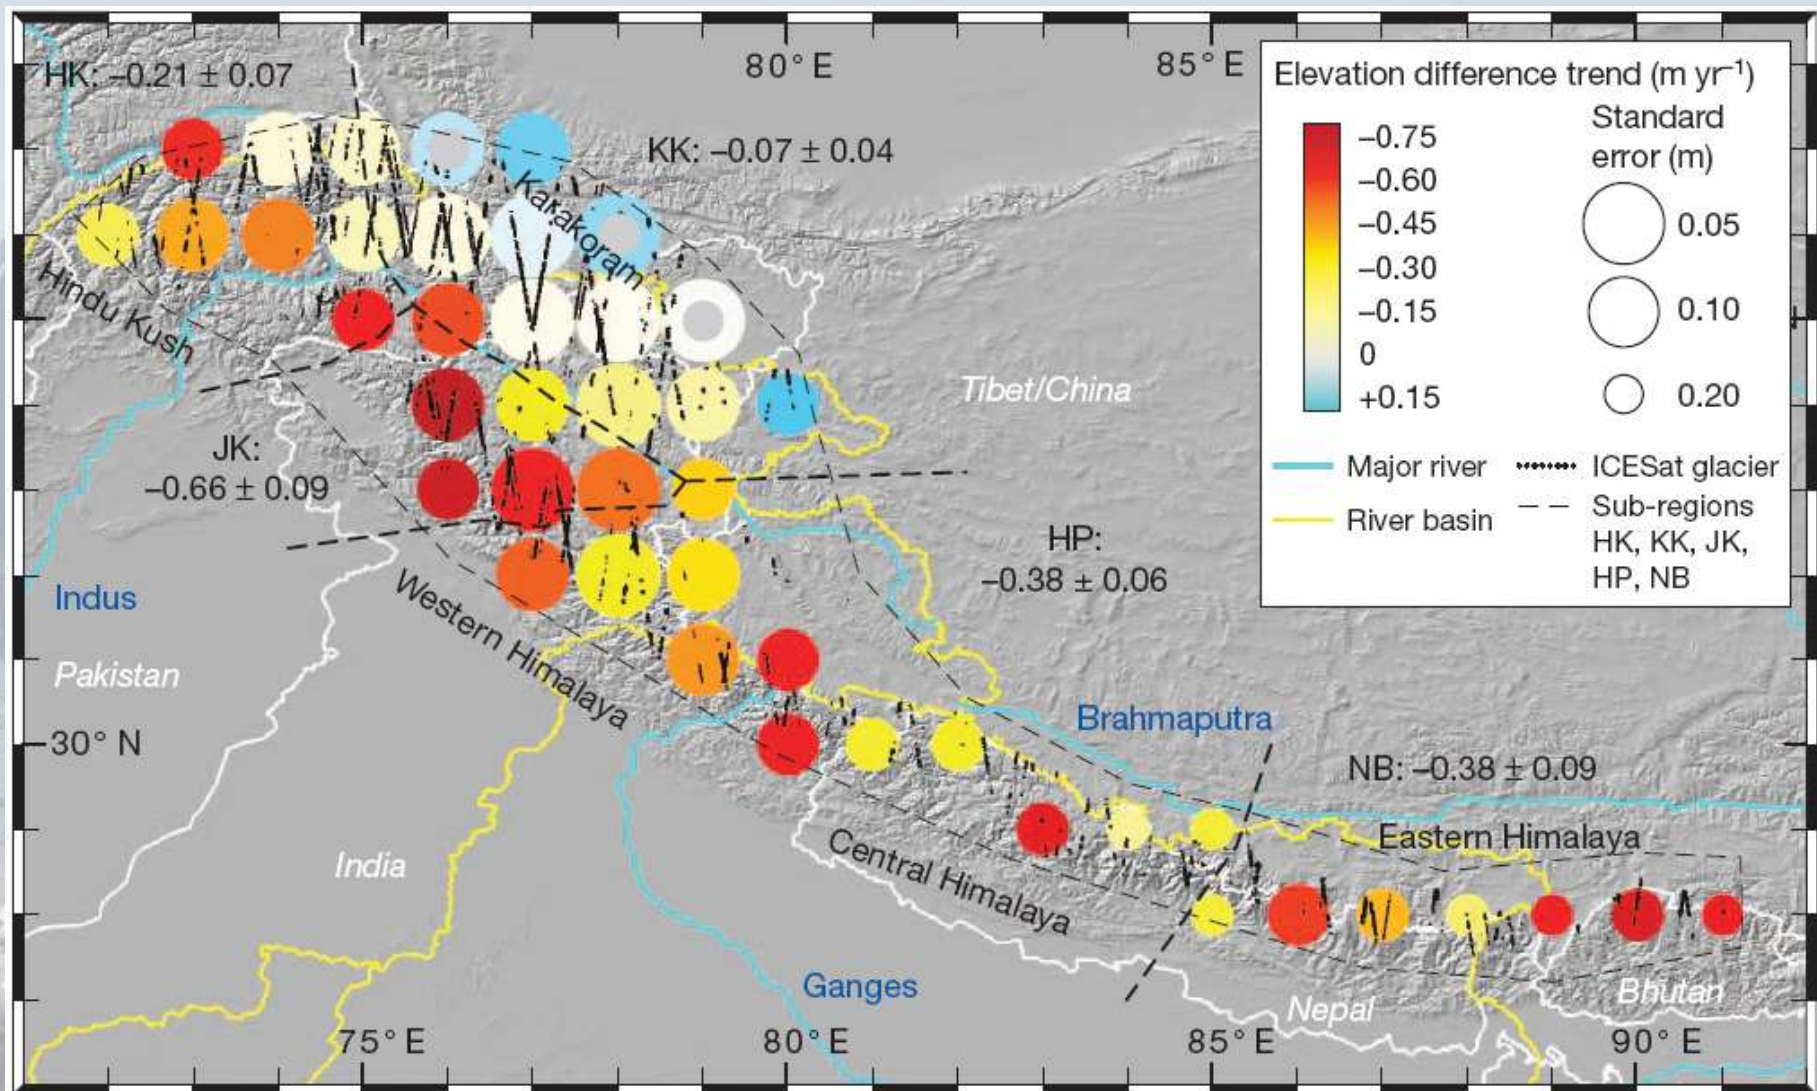 80° E
85° E
HK: –0.21 ± 0.07
KK: –0.07 ± 0.04
Karakoram
Hindu Kush
Tibet/China
JK:
–0.66 ± 0.09
HP:
–0.38 ± 0.06
Indus
Pakistan
Western Himalaya
30° N
Brahmaputra
NB: –0.38 ± 0.09
Eastern Himalaya
India
Central Himalaya
Ganges
Nepal
Bhutan
75° E
80° E
85° E
90° E
Elevation difference trend (m yr⁻¹)
–0.75
–0.60
–0.45
–0.30
–0.15
0
+0.15
Standard
error (m)
0.05
0.10
0.20
Major river
River basin
ICESat glacier
Sub-regions
HK, KK, JK,
HP, NB